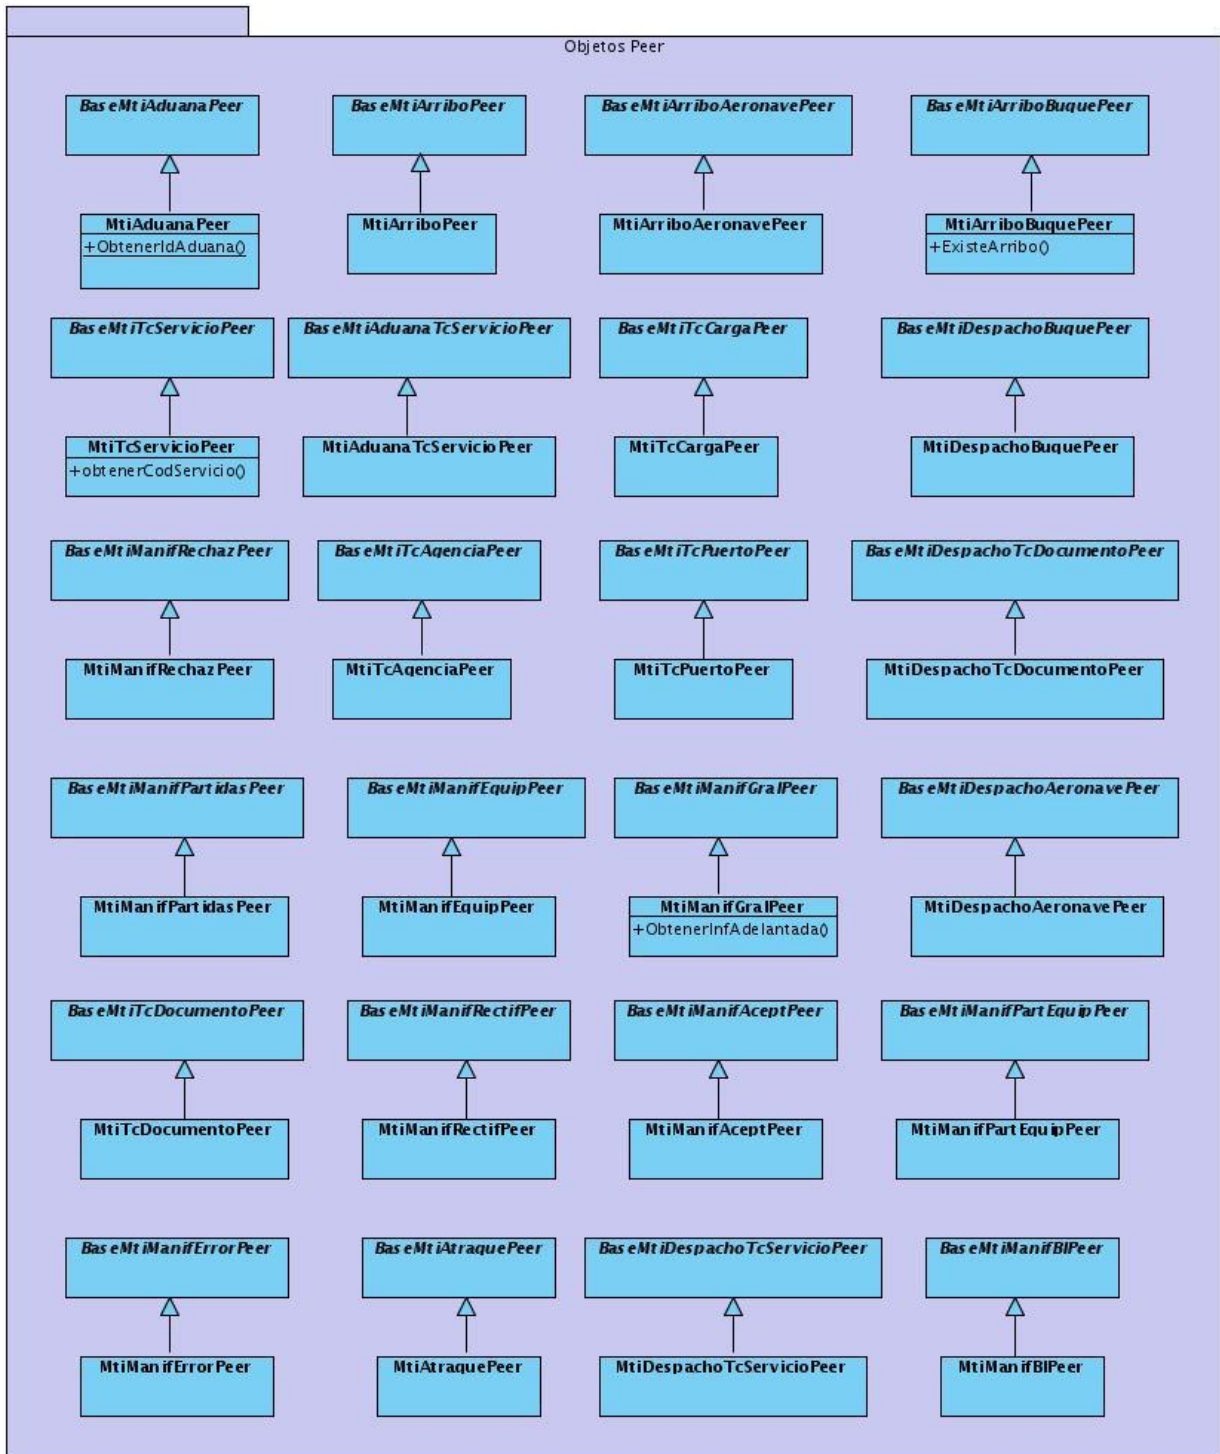 Objetos Peer
BaseMtiAduanaPeer
BaseMtiArriboPeer
BaseMtiArriboAeronavePeer
BaseMtiArriboBuquePeer
MtiAduanaPeer
+ObtenerIdAduana()
MtiArriboPeer
MtiArriboAeronavePeer
MtiArriboBuquePeer
+ExisteArribo()
BaseMtiTcServicioPeer
BaseMtiAduanaTcServicioPeer
BaseMtiTcCargaPeer
BaseMtiDespachoBuquePeer
MtiTcServicioPeer
+obtenerCodServicio()
MtiAduanaTcServicioPeer
MtiTcCargaPeer
MtiDespachoBuquePeer
BaseMtiManifRechazPeer
BaseMtiTcAgenciaPeer
BaseMtiTcPuertoPeer
BaseMtiDespachoTcDocumentoPeer
MtiManifRechazPeer
MtiTcAgenciaPeer
MtiTcPuertoPeer
MtiDespachoTcDocumentoPeer
BaseMtiManifPartidasPeer
BaseMtiManifEquipPeer
BaseMtiManifGralPeer
BaseMtiDespachoAeronavePeer
MtiManifPartidasPeer
MtiManifEquipPeer
MtiManifGralPeer
+ObtenerInfAdelantada()
MtiDespachoAeronavePeer
BaseMtiTcDocumentoPeer
BaseMtiManifRectifPeer
BaseMtiManifAceptPeer
BaseMtiManifPartEquipPeer
MtiTcDocumentoPeer
MtiManifRectifPeer
MtiManifAceptPeer
MtiManifPartEquipPeer
BaseMtiManifErrorPeer
BaseMtiAtraquePeer
BaseMtiDespachoTcServicioPeer
BaseMtiManifBlPeer
MtiManifErrorPeer
MtiAtraquePeer
MtiDespachoTcServicioPeer
MtiManifBlPeer